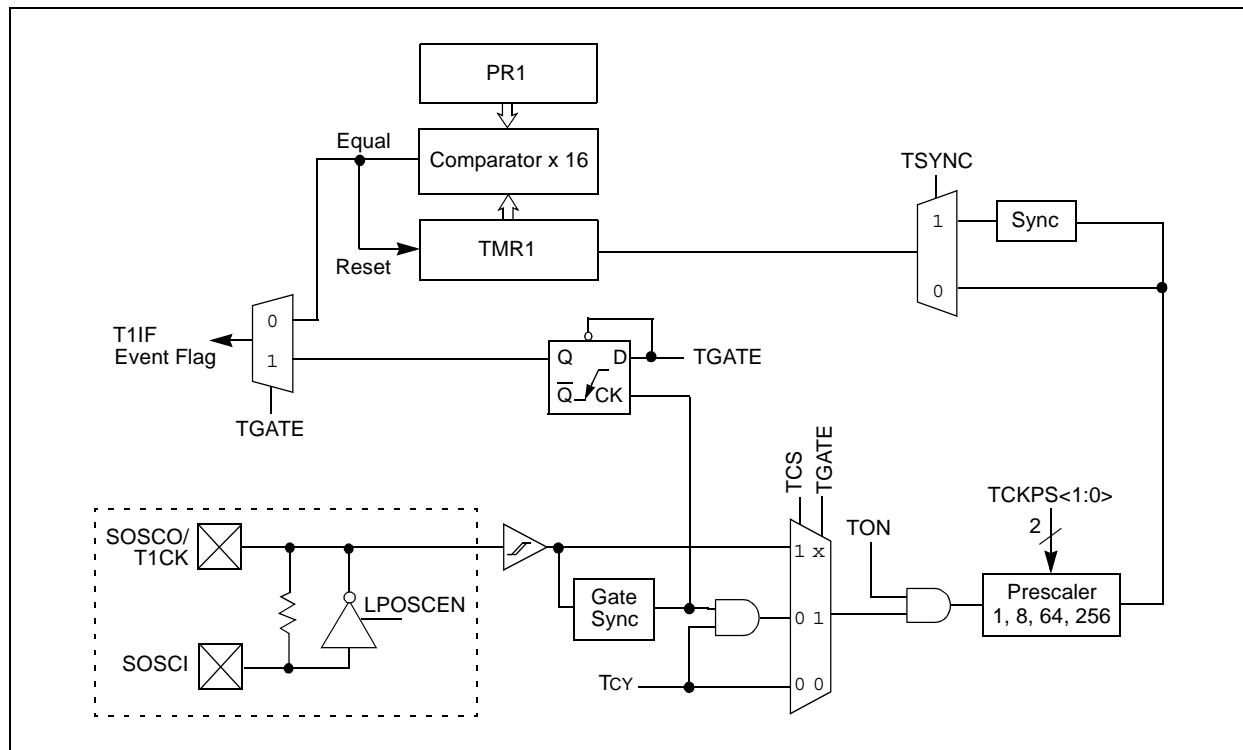 PR1
Equal
Comparator x 16
TSYNC
1
Sync
Reset
TMR1
0
T1IF
Event Flag
0
1
TGATE
Q
D
TGATE
Q̅
CK
TCS
TGATE
TCKPS<1:0>
2
SOSCO/
T1CK
LPOSCEN
SOSCI
1 x
TON
Gate
Sync
0 1
Prescaler
1, 8, 64, 256
TCY
0 0